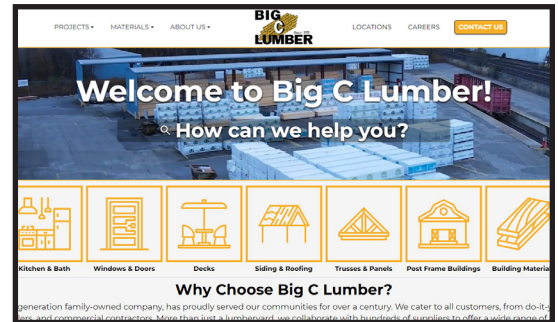 PROJECTS
MATERIALS
ABOUT US
BIG C LUMBER
LOCATIONS
CAREERS
CONTACT US
Welcome to Big C Lumber!
How can we help you?
Kitchen & Bath
Windows & Doors
Decks
Siding & Roofing
Trusses & Panels
Post Frame Buildings
Building Materia
Why Choose Big C Lumber?
generation family-owned company, has proudly served our communities for over a century. We cater to all customers, from do-it-y
lers, and commercial contractors. More than just a lumberyard, we collaborate with hundreds of suppliers to offer a wide range of